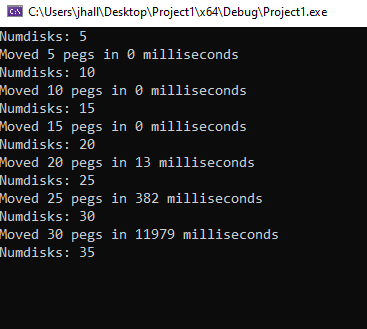 C:\Users\jhall\Desktop\Project1\x64\Debug\Project1.exe
Numdisks: 5
Moved 5 pegs in 0 milliseconds
Numdisks: 10
Moved 10 pegs in 0 milliseconds
Numdisks: 15
Moved 15 pegs in 0 milliseconds
Numdisks: 20
Moved 20 pegs in 13 milliseconds
Numdisks: 25
Moved 25 pegs in 382 milliseconds
Numdisks: 30
Moved 30 pegs in 11979 milliseconds
Numdisks: 35